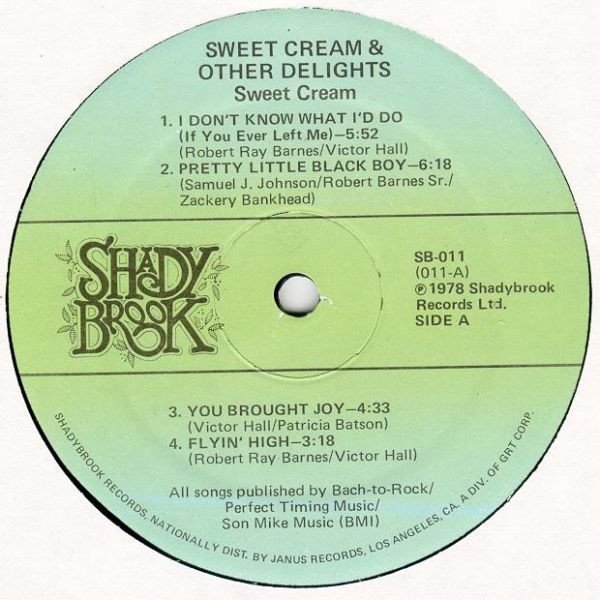 SWEET CREAM &
OTHER DELIGHTS
Sweet Cream
1. I DON'T KNOW WHAT I'D DO
(If You Ever Left Me)—5:52
(Robert Ray Barnes/Victor Hall)
2. PRETTY LITTLE BLACK BOY—6:18
(Samuel J. Johnson/Robert Barnes Sr./
Zackery Bankhead)
SHADY
BROOK
SB-011
(011-A)
Ⓟ1978 Shadybrook
Records Ltd.
SIDE A
3. YOU BROUGHT JOY—4:33
(Victor Hall/Patricia Batson)
4. FLYIN' HIGH—3:18
(Robert Ray Barnes/Victor Hall)
All songs published by Bach-to-Rock/
Perfect Timing Music/
Son Mike Music (BMI)
SHADYBROOK RECORDS, NATIONALLY DIST. BY JANUS RECORDS, LOS ANGELES, CA. A DIV. OF GRT CORP.